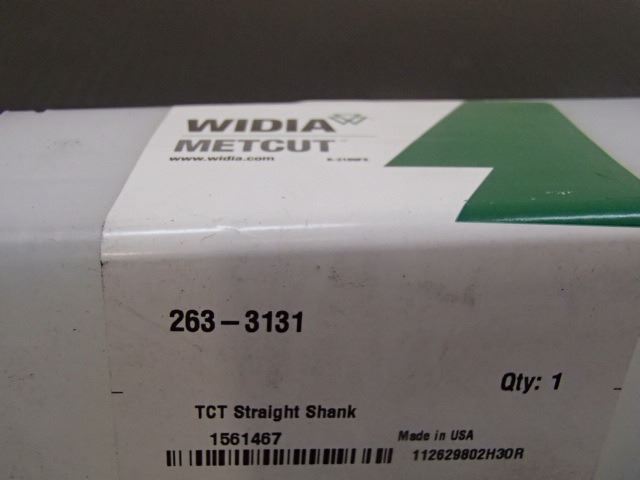 WIDIA
METCUT
www.widia.com
263-3131
Qty: 1
TCT Straight Shank
1561467
Made in USA
112629802H30R